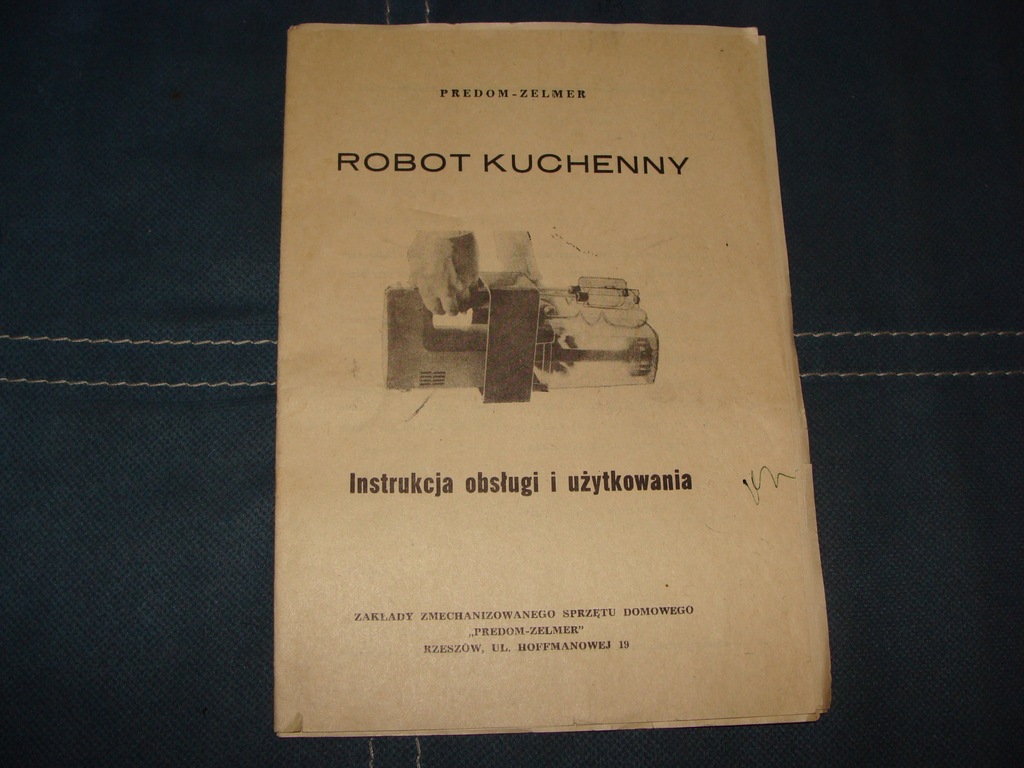 PREDOM-ZELMER
ROBOT KUCHENNY
Instrukcja obsługi i użytkowania
ZAKŁADY ZMECHANIZOWANEGO SPRZĘTU DOMOWEGO
„PREDOM-ZELMER”
RZESZÓW, UL. HOFFMANOWEJ 19